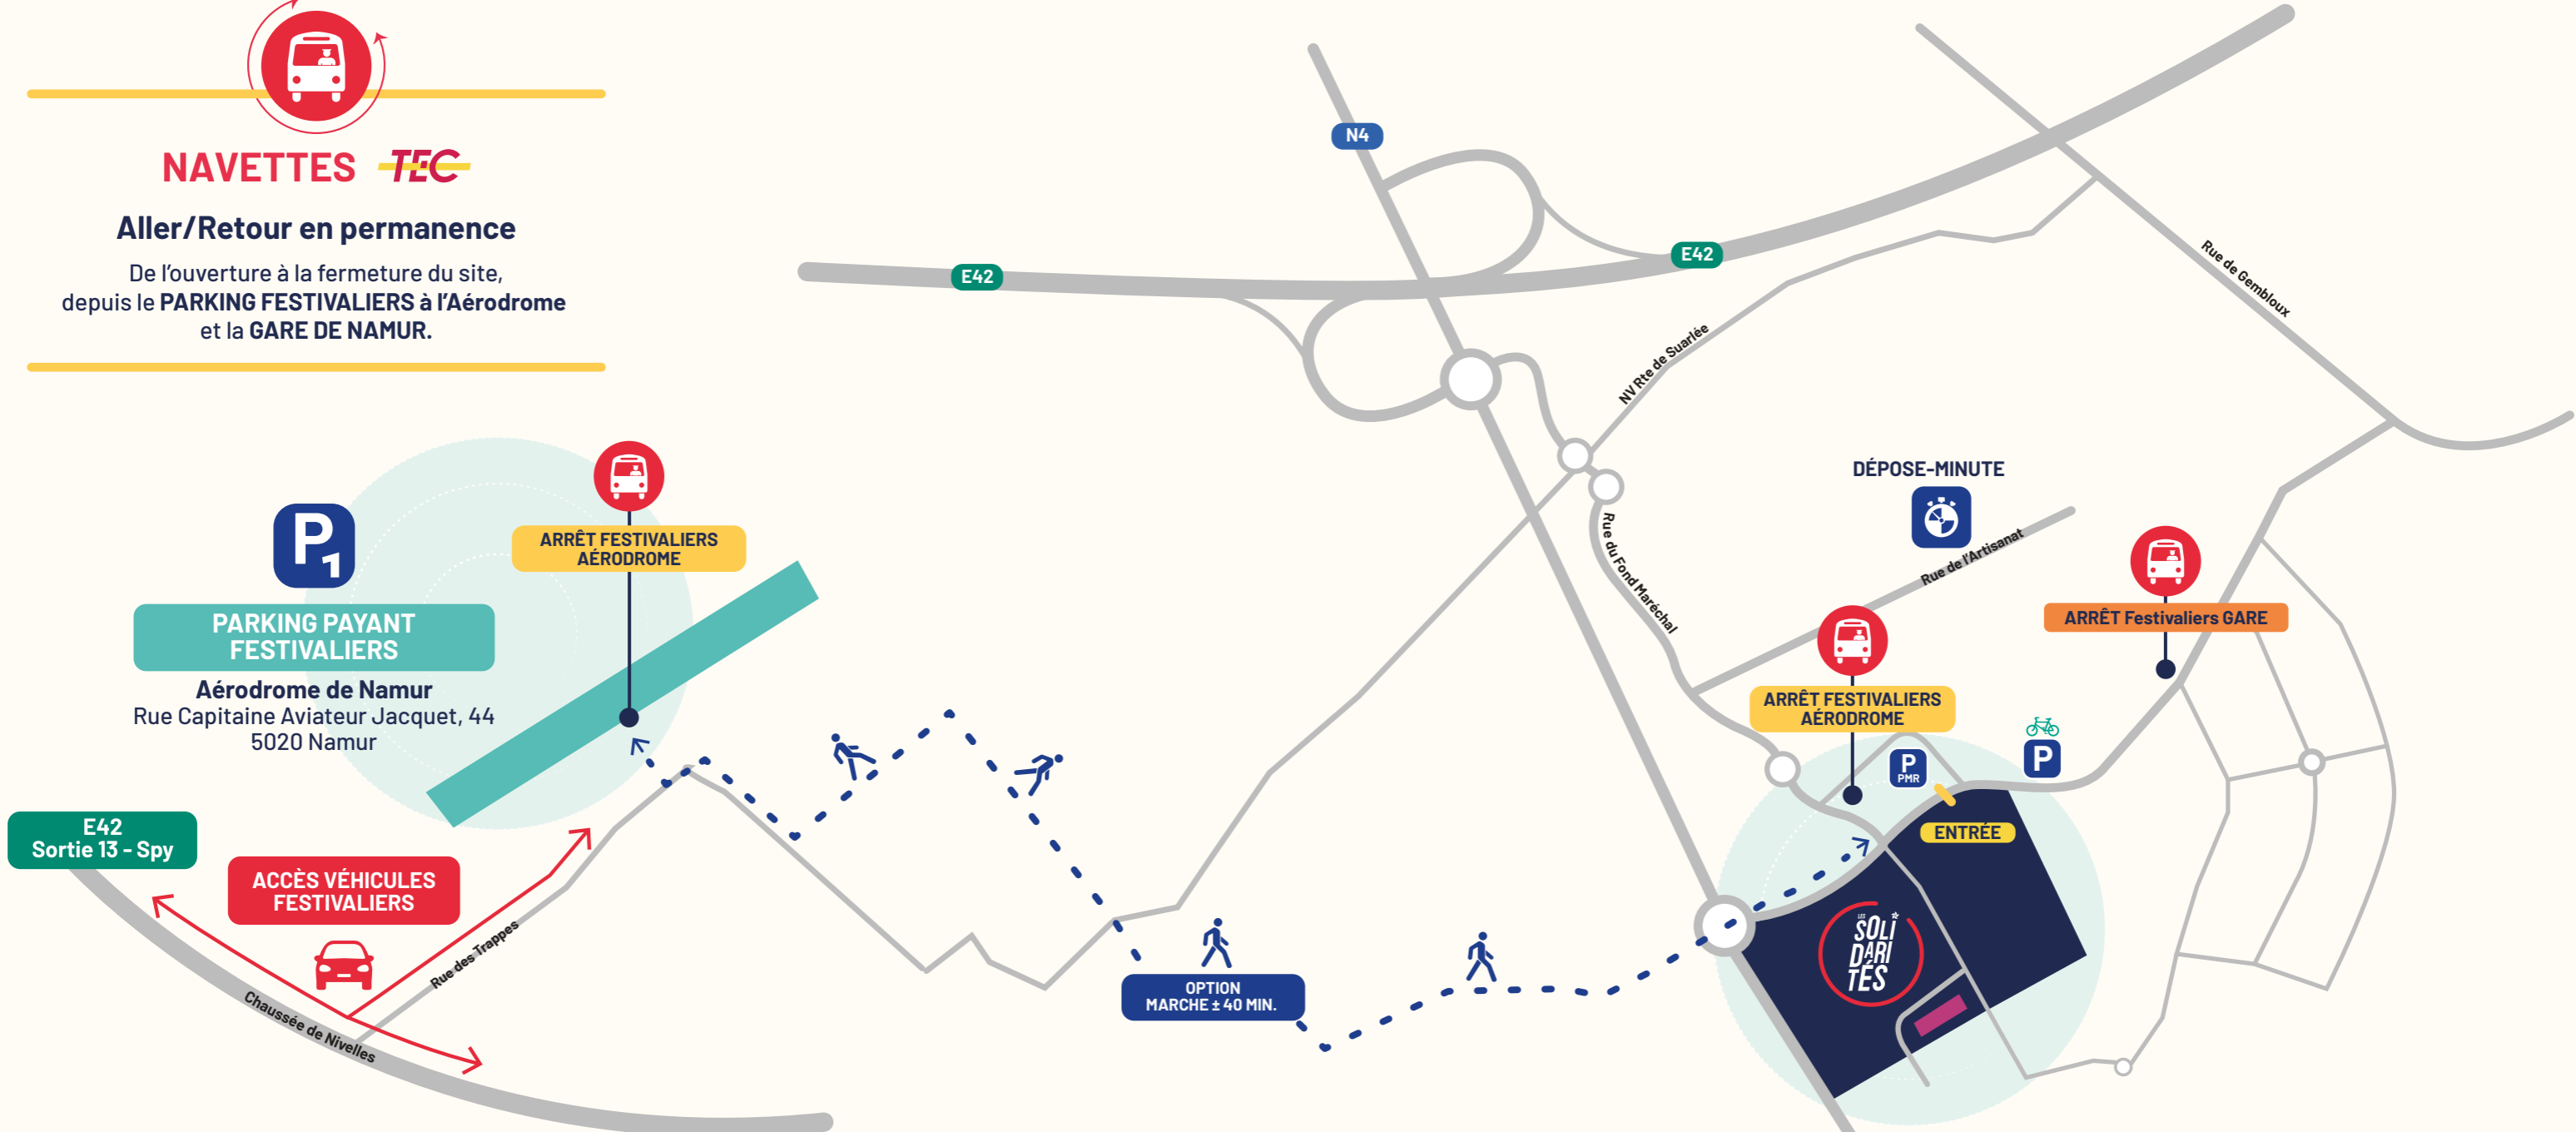 NAVETTES TEC
Aller/Retour en permanence
De l'ouverture à la fermeture du site,
depuis le PARKING FESTIVALIERS à l'Aérodrome
et la GARE DE NAMUR.
N4
E42
E42
Rue de Gembloux
NV Rte de Suarlée
P1
PARKING PAYANT
FESTIVALIERS
Aérodrome de Namur
Rue Capitaine Aviateur Jacquet, 44
5020 Namur
ARRÊT FESTIVALIERS
AÉRODROME
DÉPOSE-MINUTE
Rue du Fond Maréchal
Rue de l'Artisanat
ARRÊT Festivaliers GARE
ARRÊT FESTIVALIERS
AÉRODROME
P
PMR
P
ENTRÉE
E42
Sortie 13 - Spy
ACCÈS VÉHICULES
FESTIVALIERS
Rue des Trappes
Chaussée de Nivelles
OPTION
MARCHE ± 40 MIN.
LES
SOLI
DARI
TÉS